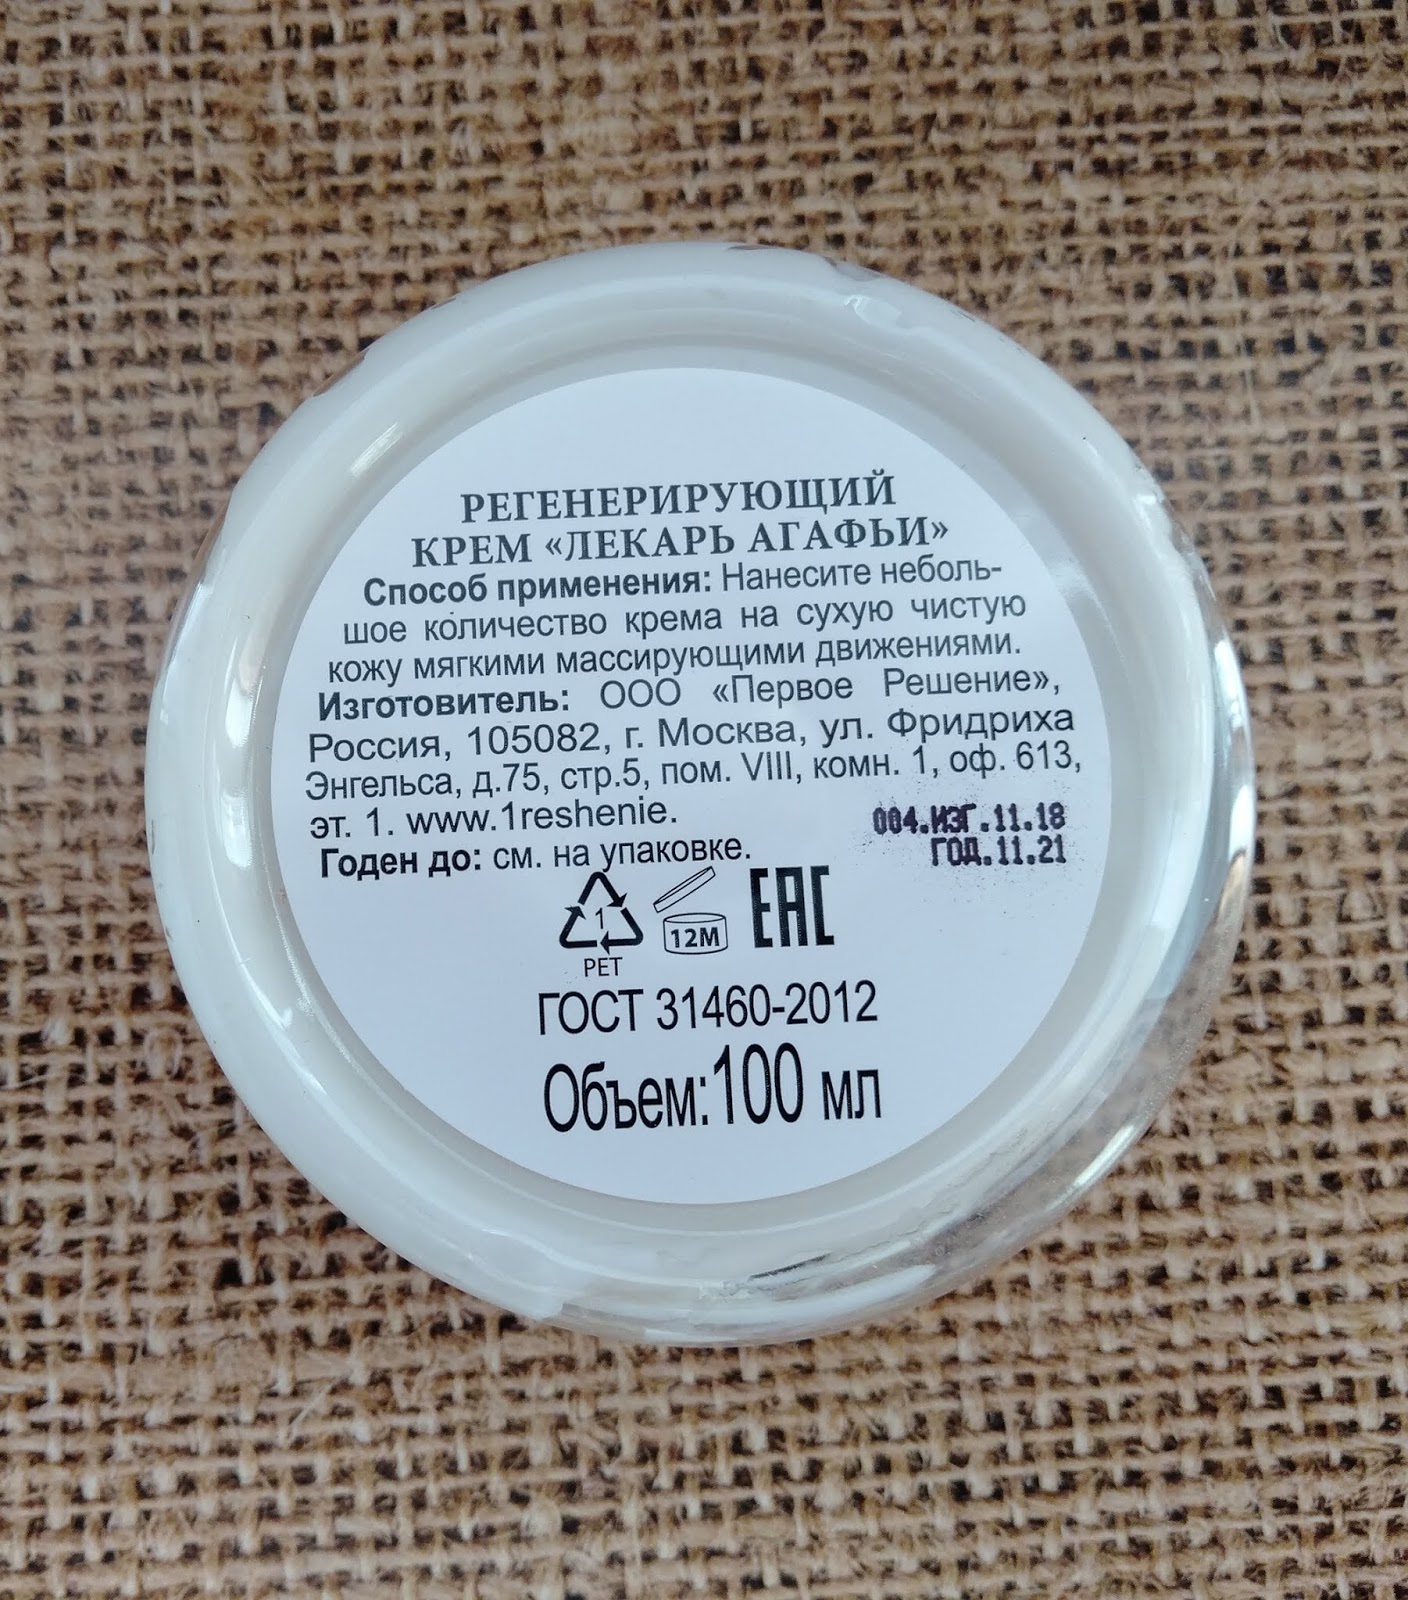 РЕГЕНЕРИРУЮЩИЙ
КРЕМ «ЛЕКАРЬ АГАФЬИ»
Способ применения: Нанесите неболь-
шое количество крема на сухую чистую
кожу мягкими массирующими движениями.
Изготовитель: ООО «Первое Решение»,
Россия, 105082, г. Москва, ул. Фридриха
Энгельса, д.75, стр.5, пом. VIII, комн. 1, оф. 613,
эт. 1. www.1reshenie.
004.ИЗГ.11.18
ГОД.11.21
Годен до: см. на упаковке.
1
PET
12М
EAC
ГОСТ 31460-2012
Объем:100 мл